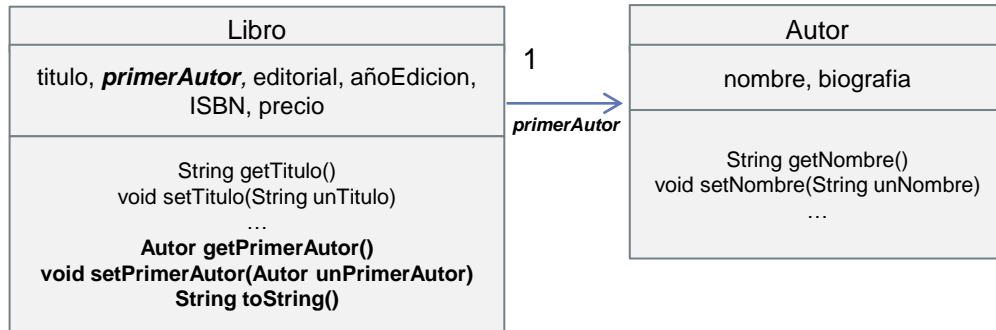 Libro
titulo, primerAutor, editorial, añoEdicion,
ISBN, precio
String getTitulo()
void setTitulo(String unTitulo)
…
Autor getPrimerAutor()
void setPrimerAutor(Autor unPrimerAutor)
String toString()
1
primerAutor
Autor
nombre, biografia
String getNombre()
void setNombre(String unNombre)
…